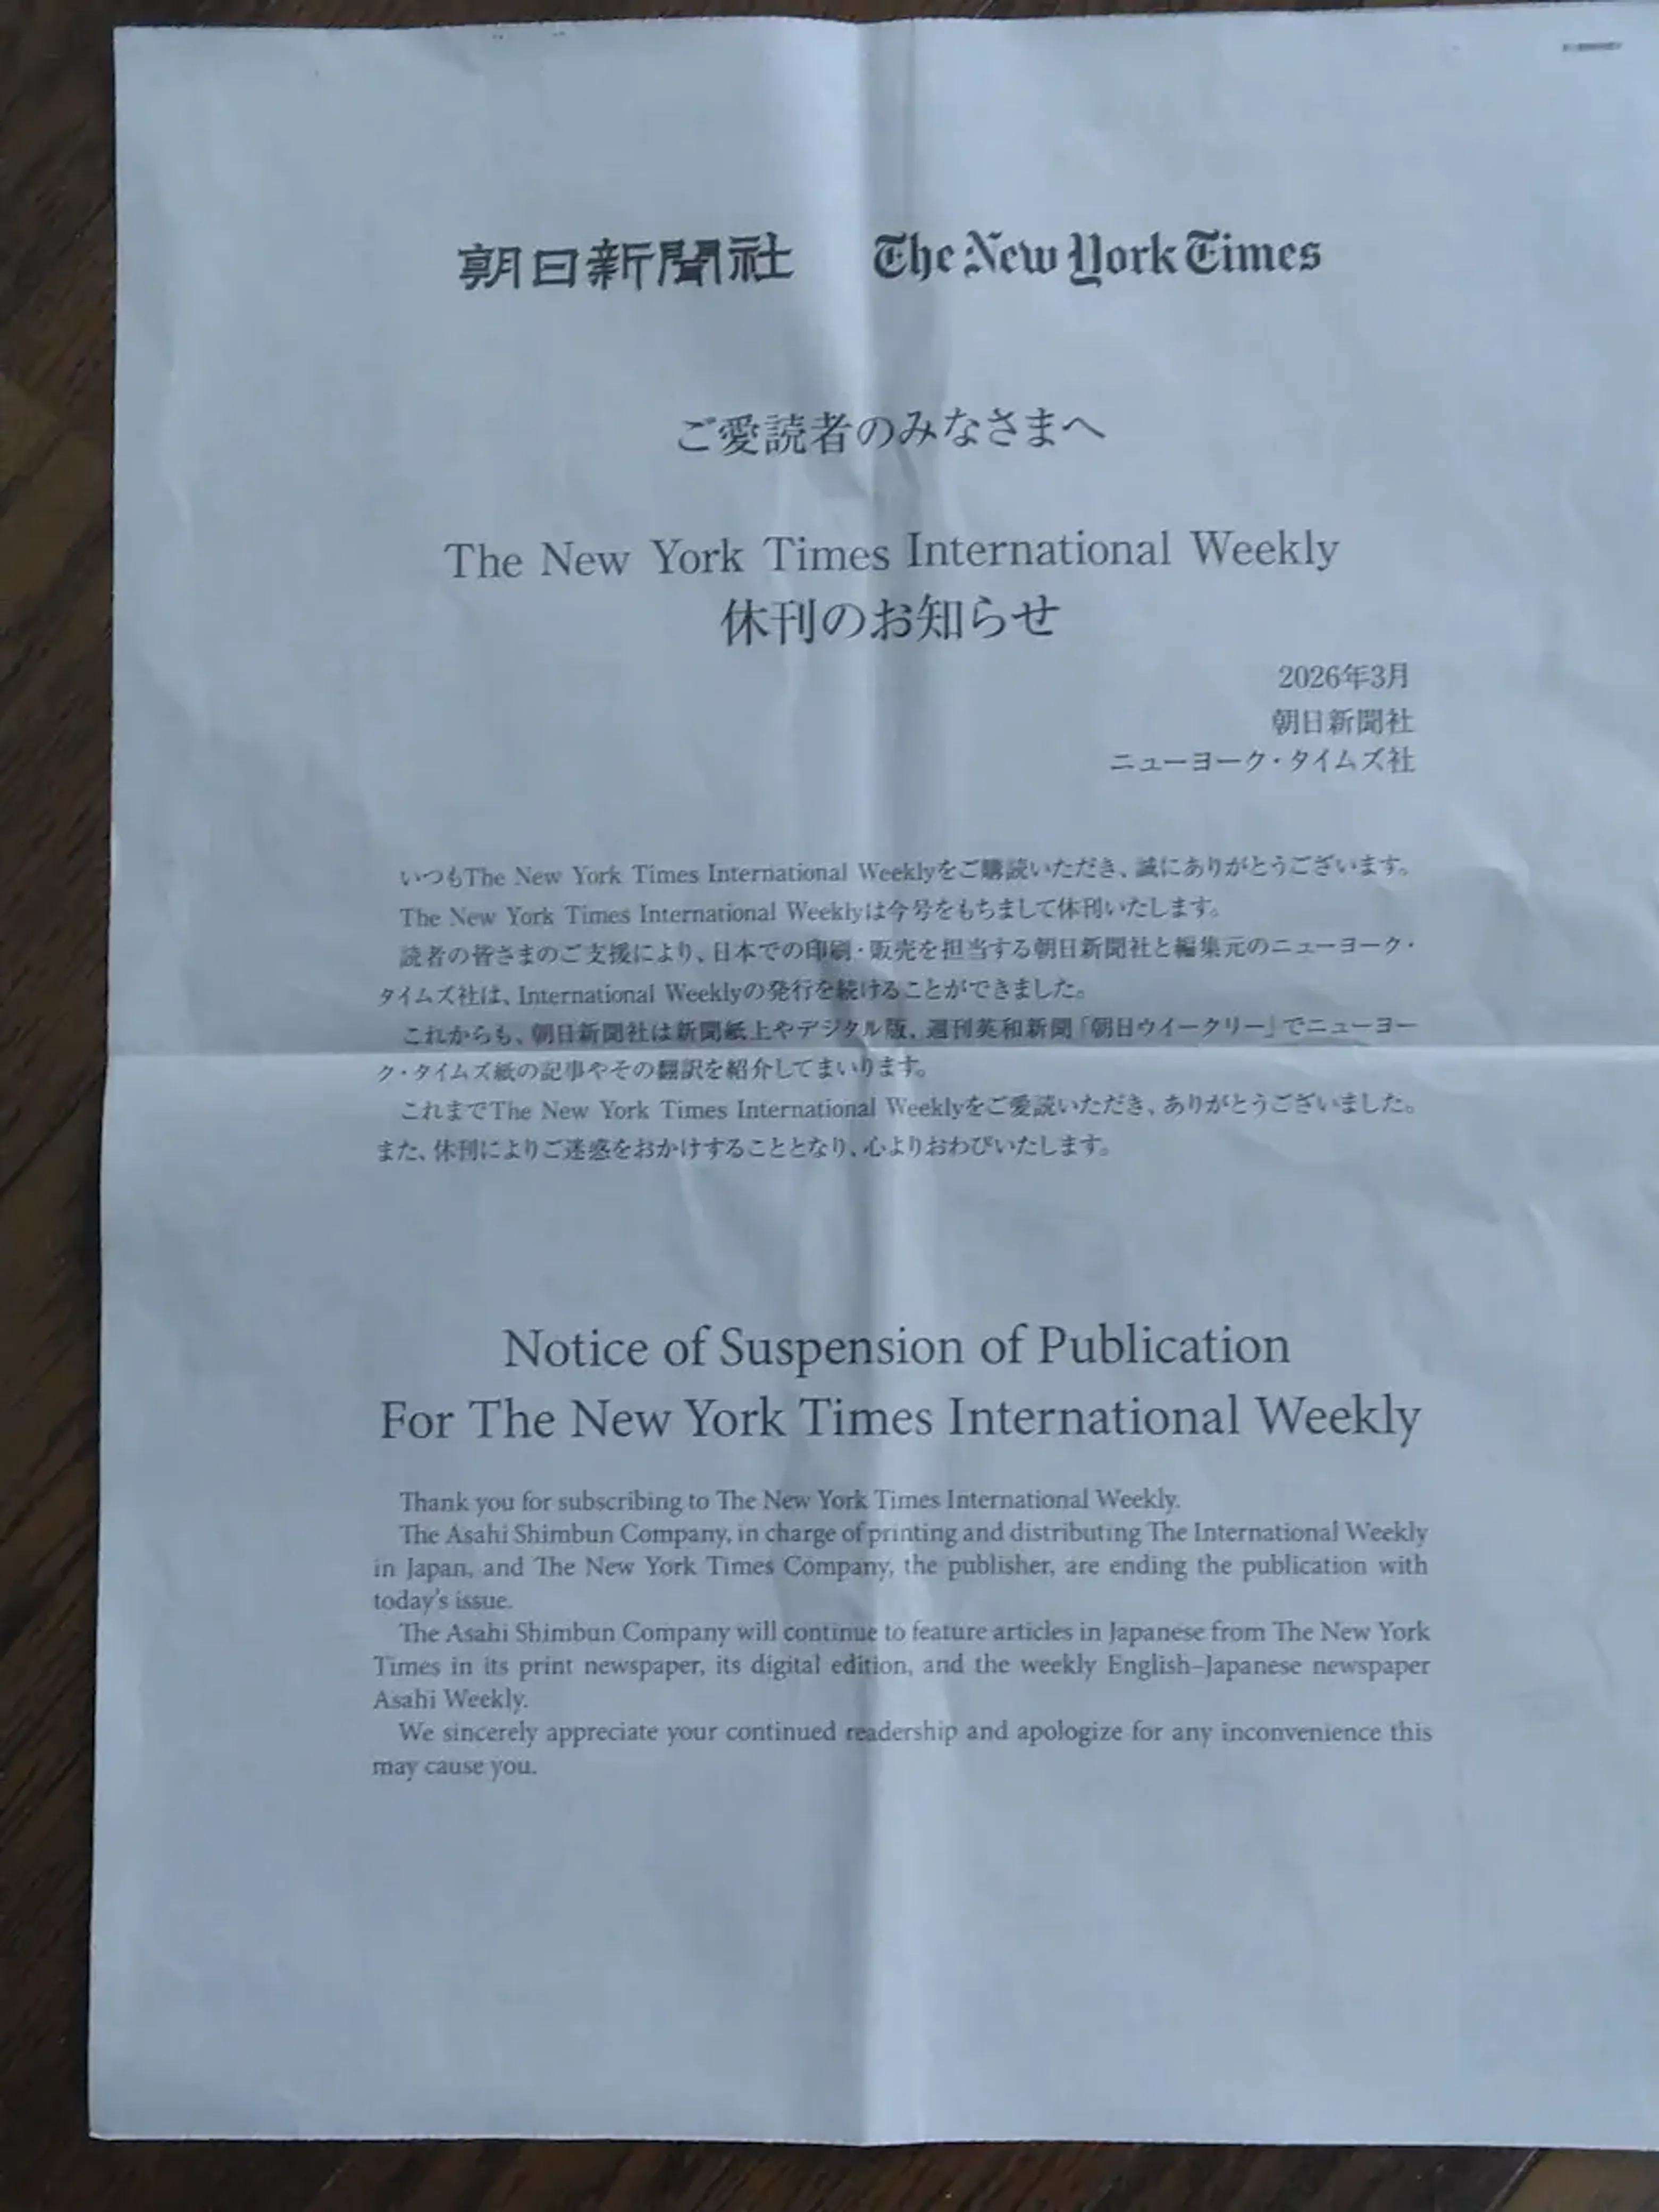 朝日新聞社 The New York Times
ご愛読者のみなさまへ
The New York Times International Weekly
休刊のお知らせ
2026年3月
朝日新聞社
ニューヨーク・タイムズ社
いつもThe New York Times International Weeklyをご購読いただき、誠にありがとうございます。
The New York Times International Weeklyは今号をもちまして休刊いたします。
読者の皆さまのご支援により、日本での印刷・販売を担当する朝日新聞社と編集元のニューヨーク・
タイムズ社は、International Weeklyの発行を続けることができました。
これからも、朝日新聞社は新聞紙上やデジタル版、週刊英和新聞「朝日ウイークリー」でニューヨー
ク・タイムズ紙の記事やその翻訳を紹介してまいります。
これまでThe New York Times International Weeklyをご愛読いただき、ありがとうございました。
また、休刊によりご迷惑をおかけすることとなり、心よりおわびいたします。
Notice of Suspension of Publication
For The New York Times International Weekly
Thank you for subscribing to The New York Times International Weekly.
The Asahi Shimbun Company, in charge of printing and distributing The International Weekly
in Japan, and The New York Times Company, the publisher, are ending the publication with
today's issue.
The Asahi Shimbun Company will continue to feature articles in Japanese from The New York
Times in its print newspaper, its digital edition, and the weekly English–Japanese newspaper
Asahi Weekly.
We sincerely appreciate your continued readership and apologize for any inconvenience this
may cause you.